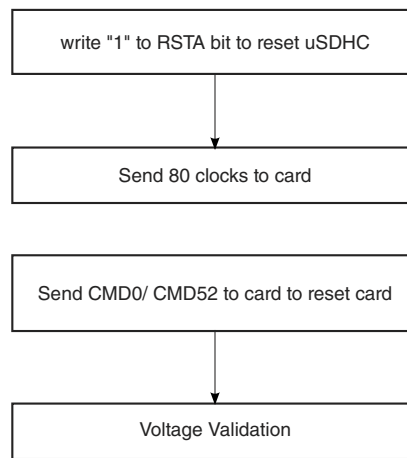 write "1" to RSTA bit to reset uSDHC
Send 80 clocks to card
Send CMD0/ CMD52 to card to reset card
Voltage Validation